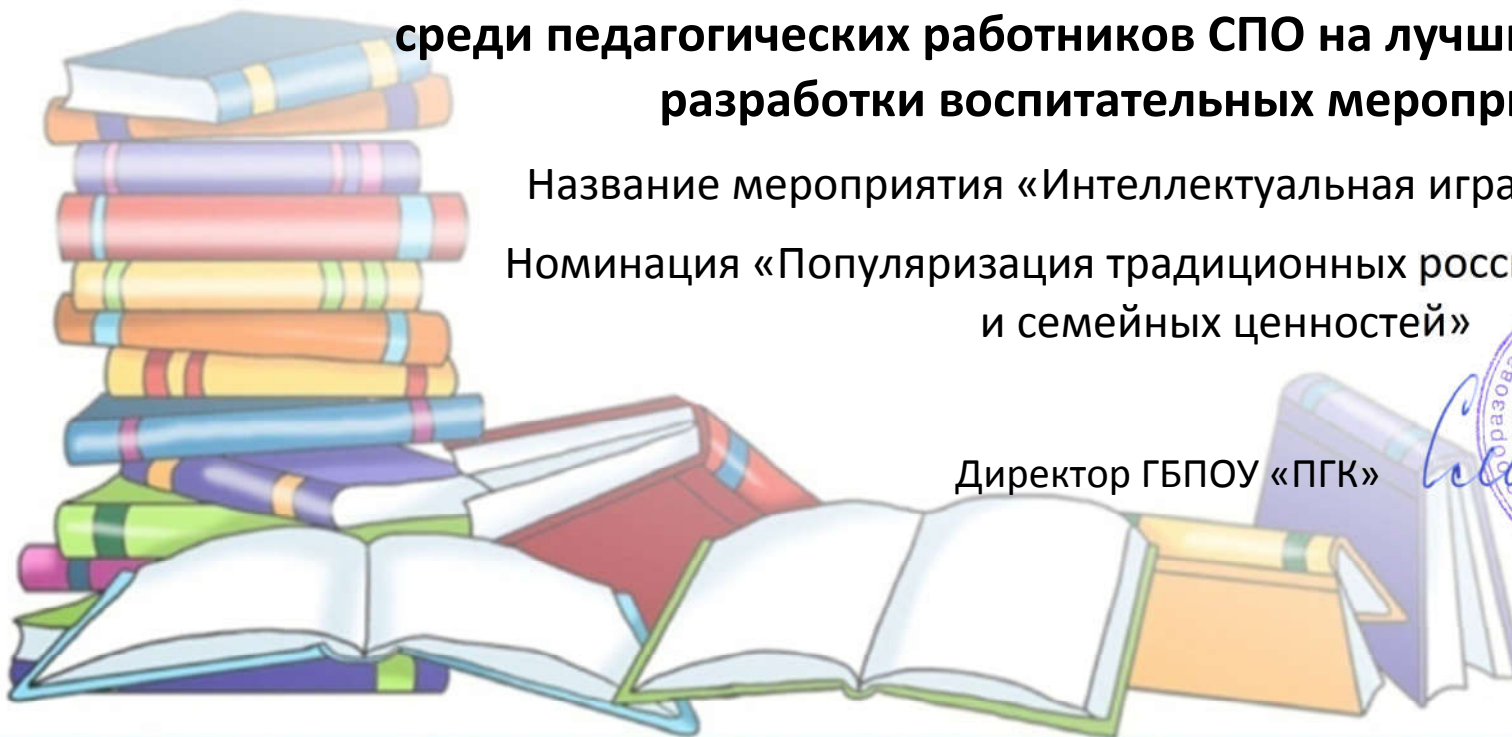 среди педагогических работников СПО на лучш
разработки воспитательных меропр
Название мероприятия «Интеллектуальная игра
Номинация «Популяризация традиционных росс
и семейных ценностей»
Директор ГБПОУ «ПГК»